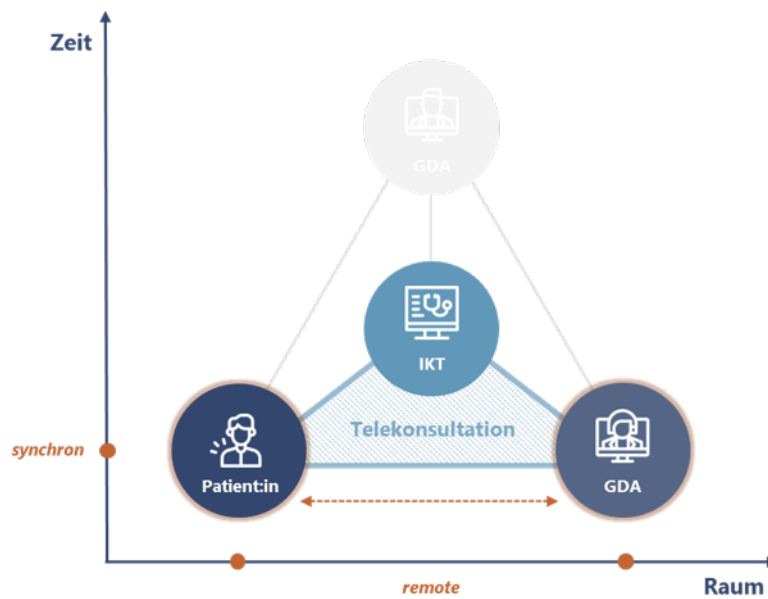 Zeit
GDA
IKT
Telekonsultation
synchron
Patient:in
GDA
remote
Raum